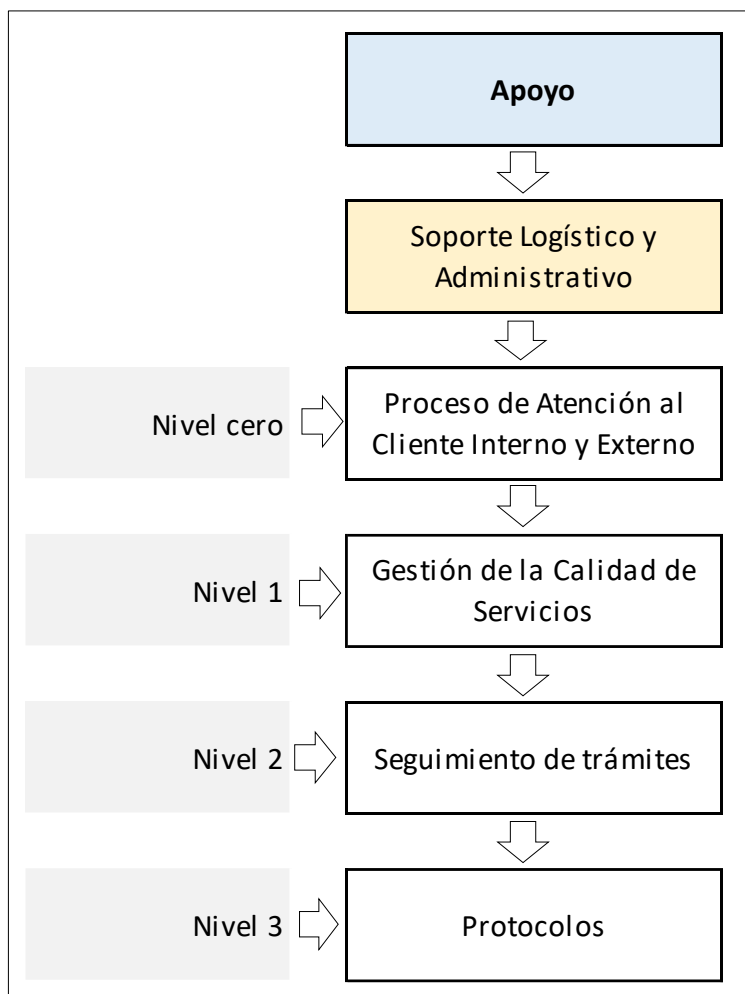 Apoyo
Soporte Logístico y
Administrativo
Nivel cero
Proceso de Atención al
Cliente Interno y Externo
Nivel 1
Gestión de la Calidad de
Servicios
Nivel 2
Seguimiento de trámites
Nivel 3
Protocolos